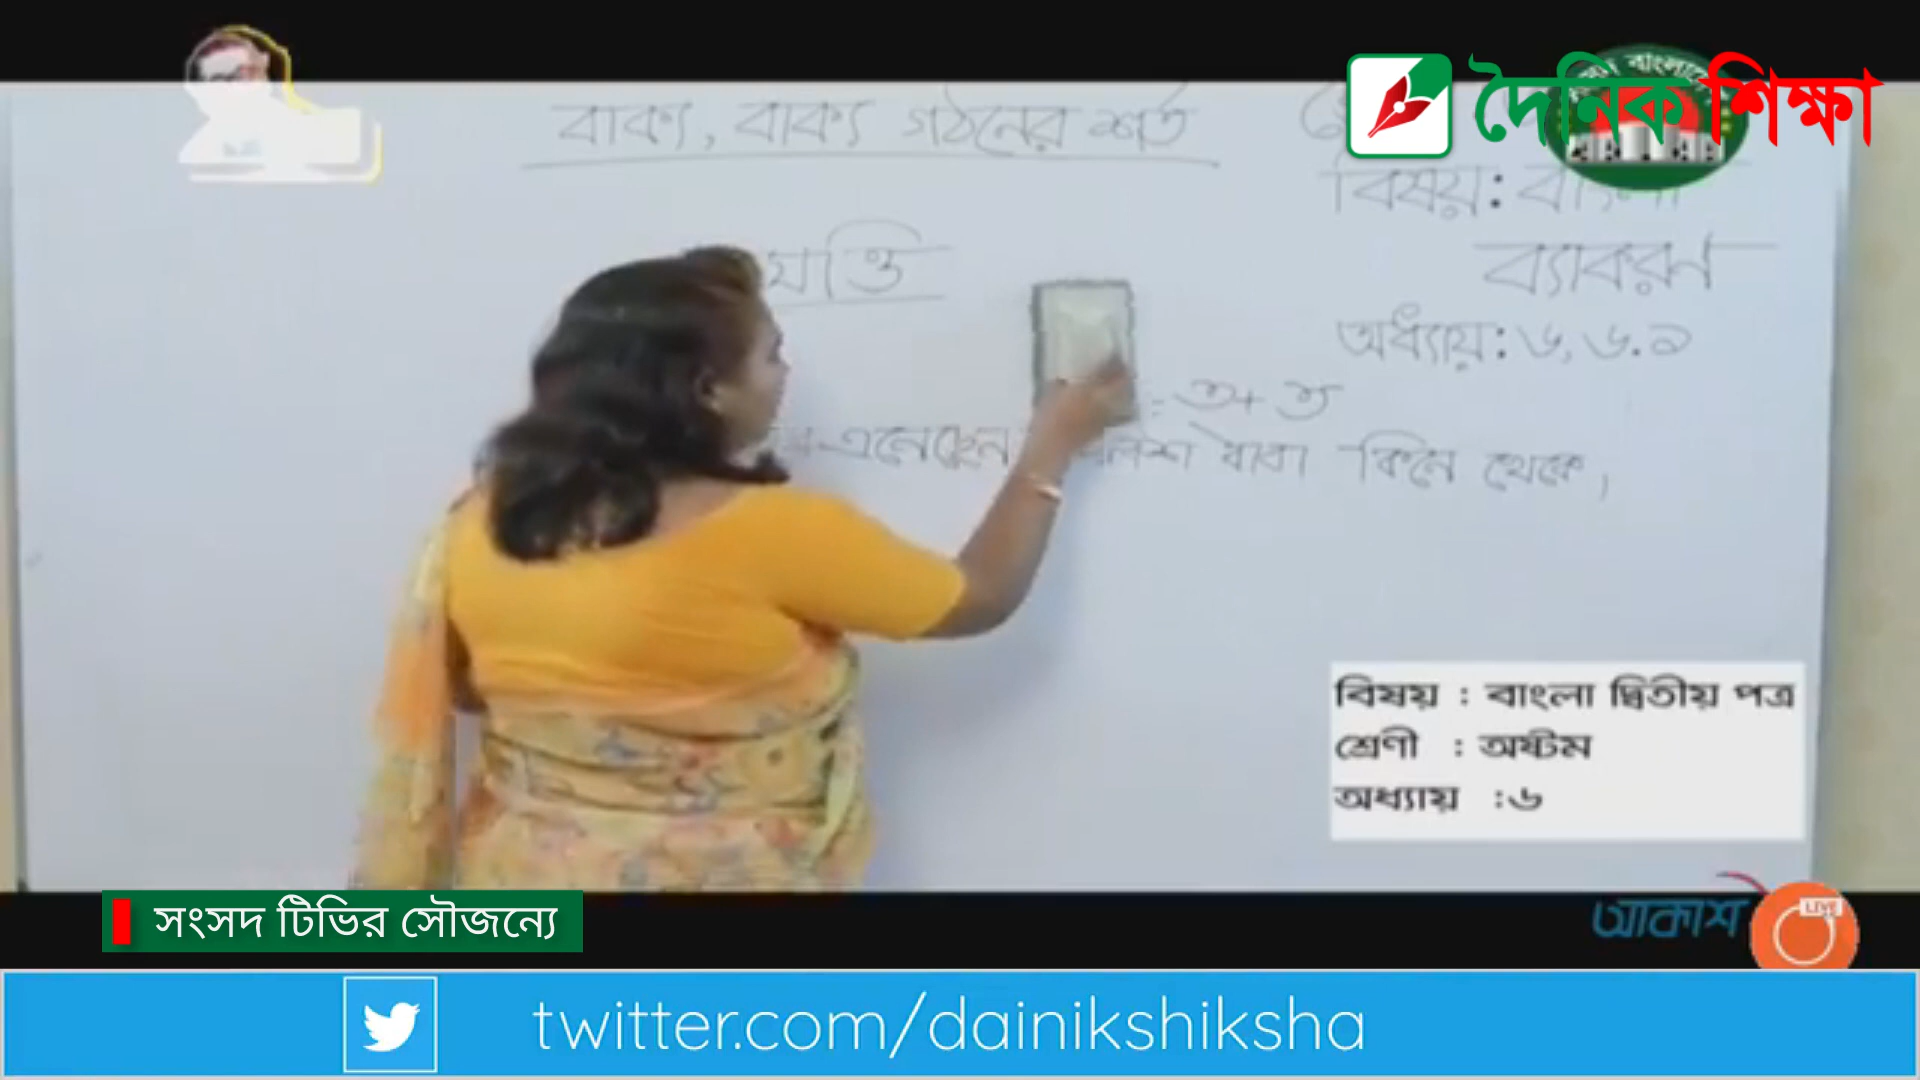 দৈনিক শিক্ষা
বাক্য, বাক্য গঠনের শর্ত
বিষয়: বাংলা
ব্যাকরণ
অধ্যায়: ৬, ৬.১
এনেছেন বাবা কিনে থেকে।
বিষয় : বাংলা দ্বিতীয় পত্র
শ্রেণী : অষ্টম
অধ্যায় :৬
সংসদ টিভির সৌজন্যে
আকাশ
LIVE
twitter.com/dainikshiksha